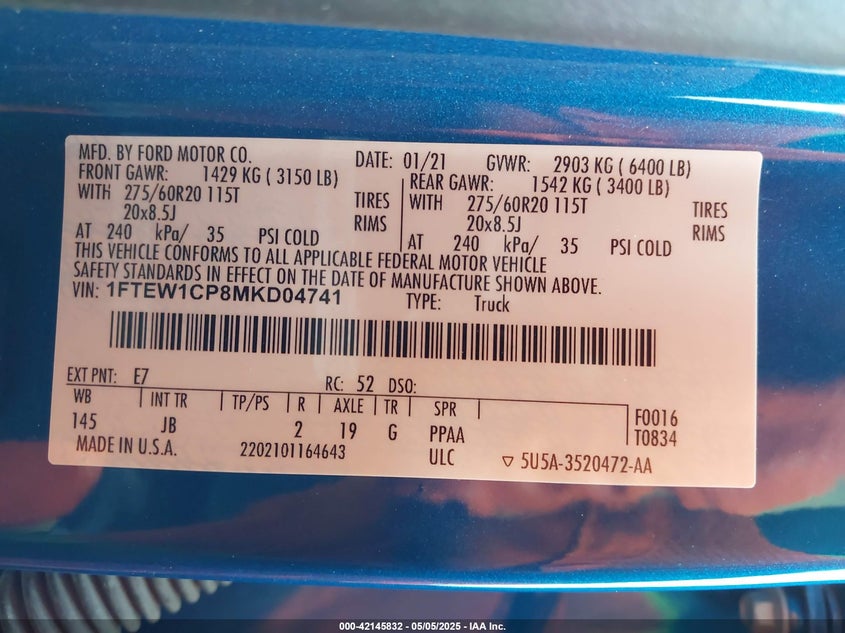 MFD. BY FORD MOTOR CO. DATE: 01/21 GVWR: 2903 KG ( 6400 LB)
FRONT GAWR: 1429 KG ( 3150 LB) REAR GAWR: 1542 KG ( 3400 LB)
WITH 275/60R20 115T TIRES WITH 275/60R20 115T TIRES
20x8.5J RIMS 20x8.5J RIMS
AT 240 kPa/ 35 PSI COLD AT 240 kPa/ 35 PSI COLD
THIS VEHICLE CONFORMS TO ALL APPLICABLE FEDERAL MOTOR VEHICLE
SAFETY STANDARDS IN EFFECT ON THE DATE OF MANUFACTURE SHOWN ABOVE.
VIN: 1FTEW1CP8MKD04741 TYPE: Truck
EXT PNT: E7 RC: 52 DSO:
WB INT TR TP/PS R AXLE TR SPR F0016
145 JB 2 19 G PPAA T0834
MADE IN U.S.A. 2202101164643 ULC ▽ 5U5A-3520472-AA
000-42145832 - 05/05/2025 - IAA Inc.